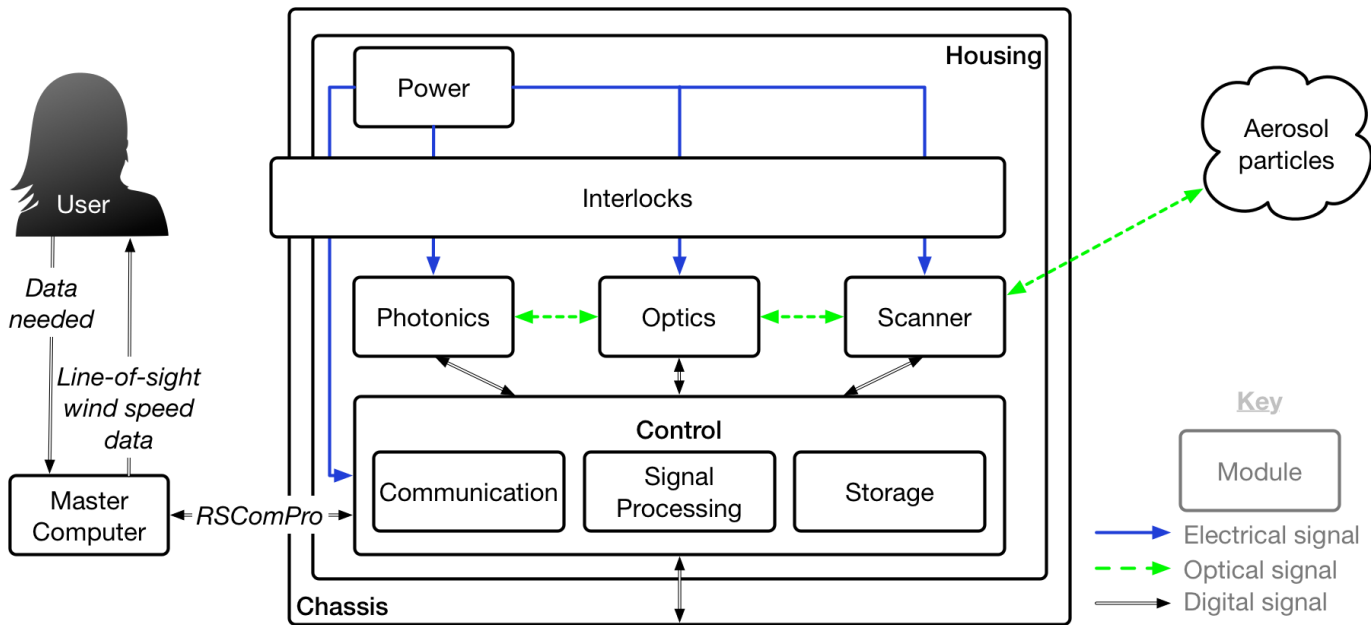 Housing
Power
Aerosol
particles
User
Interlocks
Data
needed
Photonics
Optics
Scanner
Line-of-sight
wind speed
data
Key
Control
Module
Master
Computer
RSComPro
Communication
Signal
Processing
Storage
Electrical signal
Optical signal
Chassis
Digital signal